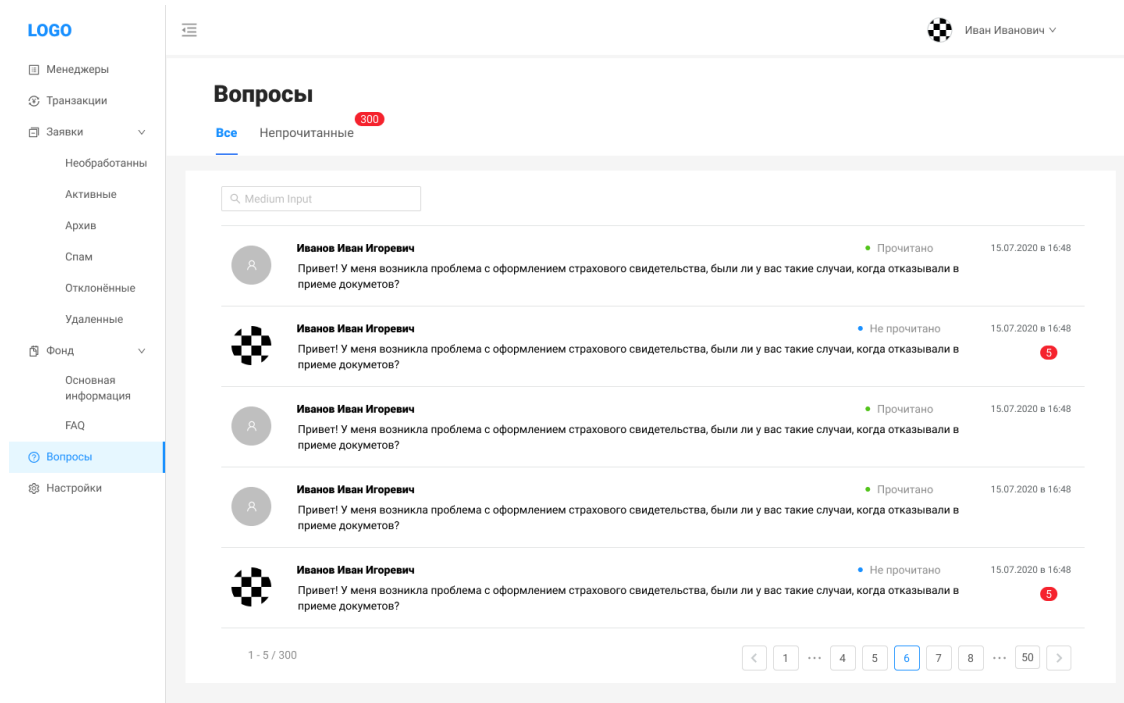 LOGO
Иван Иванович
Менеджеры
Транзакции
Заявки
Необработанны
Активные
Архив
Спам
Отклонённые
Удаленные
Фонд
Основная
информация
FAQ
Вопросы
Настройки
Вопросы
Все
Непрочитанные
300
Medium Input
Иванов Иван Игоревич
Прочитано
15.07.2020 в 16:48
Привет! У меня возникла проблема с оформлением страхового свидетельства, были ли у вас такие случаи, когда отказывали в
приеме докуметов?
Иванов Иван Игоревич
Не прочитано
15.07.2020 в 16:48
Привет! У меня возникла проблема с оформлением страхового свидетельства, были ли у вас такие случаи, когда отказывали в
приеме докуметов?
5
Иванов Иван Игоревич
Прочитано
15.07.2020 в 16:48
Привет! У меня возникла проблема с оформлением страхового свидетельства, были ли у вас такие случаи, когда отказывали в
приеме докуметов?
Иванов Иван Игоревич
Прочитано
15.07.2020 в 16:48
Привет! У меня возникла проблема с оформлением страхового свидетельства, были ли у вас такие случаи, когда отказывали в
приеме докуметов?
Иванов Иван Игоревич
Не прочитано
15.07.2020 в 16:48
Привет! У меня возникла проблема с оформлением страхового свидетельства, были ли у вас такие случаи, когда отказывали в
приеме докуметов?
5
1 - 5 / 300
1 ••• 4 5 6 7 8 ••• 50